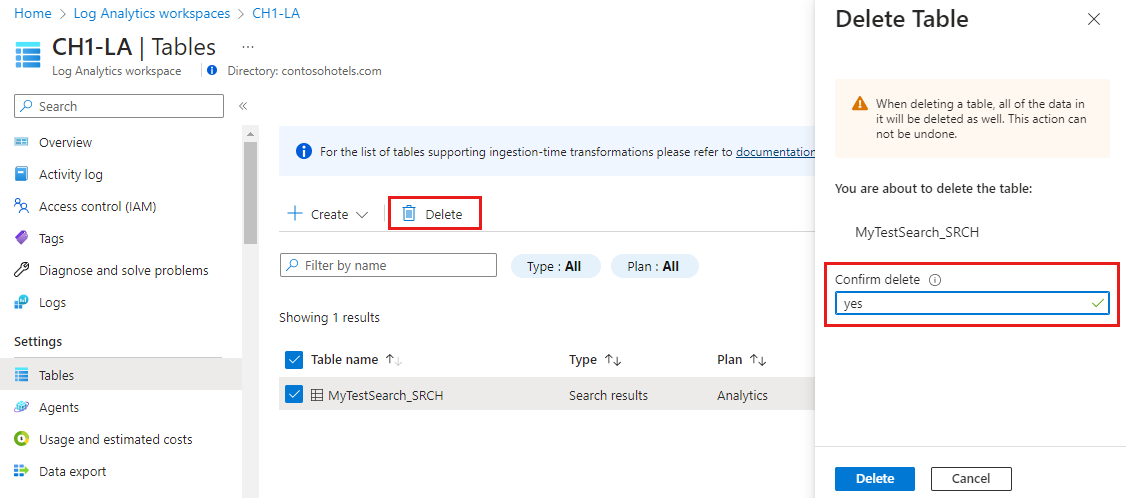 Home > Log Analytics workspaces > CH1-LA
CH1-LA | Tables ...
Log Analytics workspace
Directory: contosohotels.com
Search
Overview
Activity log
Access control (IAM)
Tags
Diagnose and solve problems
Logs
Settings
Tables
Agents
Usage and estimated costs
Data export
For the list of tables supporting ingestion-time transformations please refer to documentation
Create
Delete
Filter by name
Type : All
Plan : All
Showing 1 results
Table name
Type
Plan
MyTestSearch_SRCH
Search results
Analytics
Delete Table
When deleting a table, all of the data in
it will be deleted as well. This action can
not be undone.
You are about to delete the table:
MyTestSearch_SRCH
Confirm delete
yes
Delete
Cancel